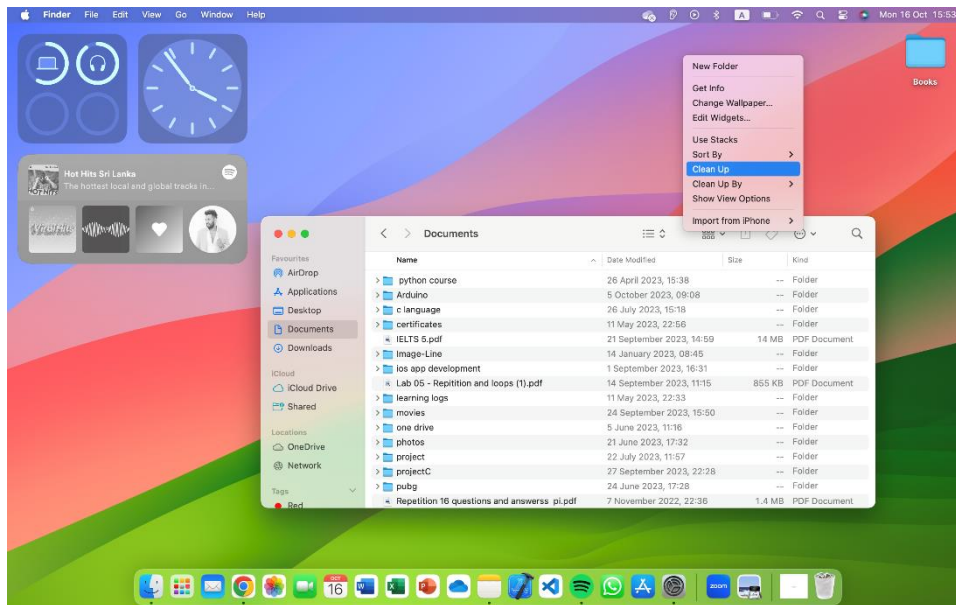 Finder File Edit View Go Window Help
A
Mon 16 Oct 15:53
Books
Hot Hits Sri Lanka
The hottest local and global tracks in...
New Folder
Get Info
Change Wallpaper...
Edit Widgets...
Use Stacks
Sort By
Clean Up
Clean Up By
Show View Options
Import from iPhone
Documents
Favourites
AirDrop
Applications
Desktop
Documents
Downloads
iCloud
iCloud Drive
Shared
Locations
OneDrive
Network
Tags
Red
Name Date Modified Size Kind
python course 26 April 2023, 15:38 -- Folder
Arduino 5 October 2023, 09:08 -- Folder
c language 26 July 2023, 15:18 -- Folder
certificates 11 May 2023, 22:56 -- Folder
IELTS 5.pdf 21 September 2023, 14:59 14 MB PDF Document
Image-Line 14 January 2023, 08:45 -- Folder
ios app development 1 September 2023, 16:31 -- Folder
Lab 05 - Repitition and loops (1).pdf 14 September 2023, 11:15 855 KB PDF Document
learning logs 11 May 2023, 22:33 -- Folder
movies 24 September 2023, 15:50 -- Folder
one drive 5 June 2023, 11:16 -- Folder
photos 21 June 2023, 17:32 -- Folder
project 22 July 2023, 11:57 -- Folder
projectC 27 September 2023, 22:28 -- Folder
pubg 24 June 2023, 17:28 -- Folder
Repetition 16 questions and answerss pi.pdf 7 November 2022, 22:36 1.4 MB PDF Document
OCT
16
zoom